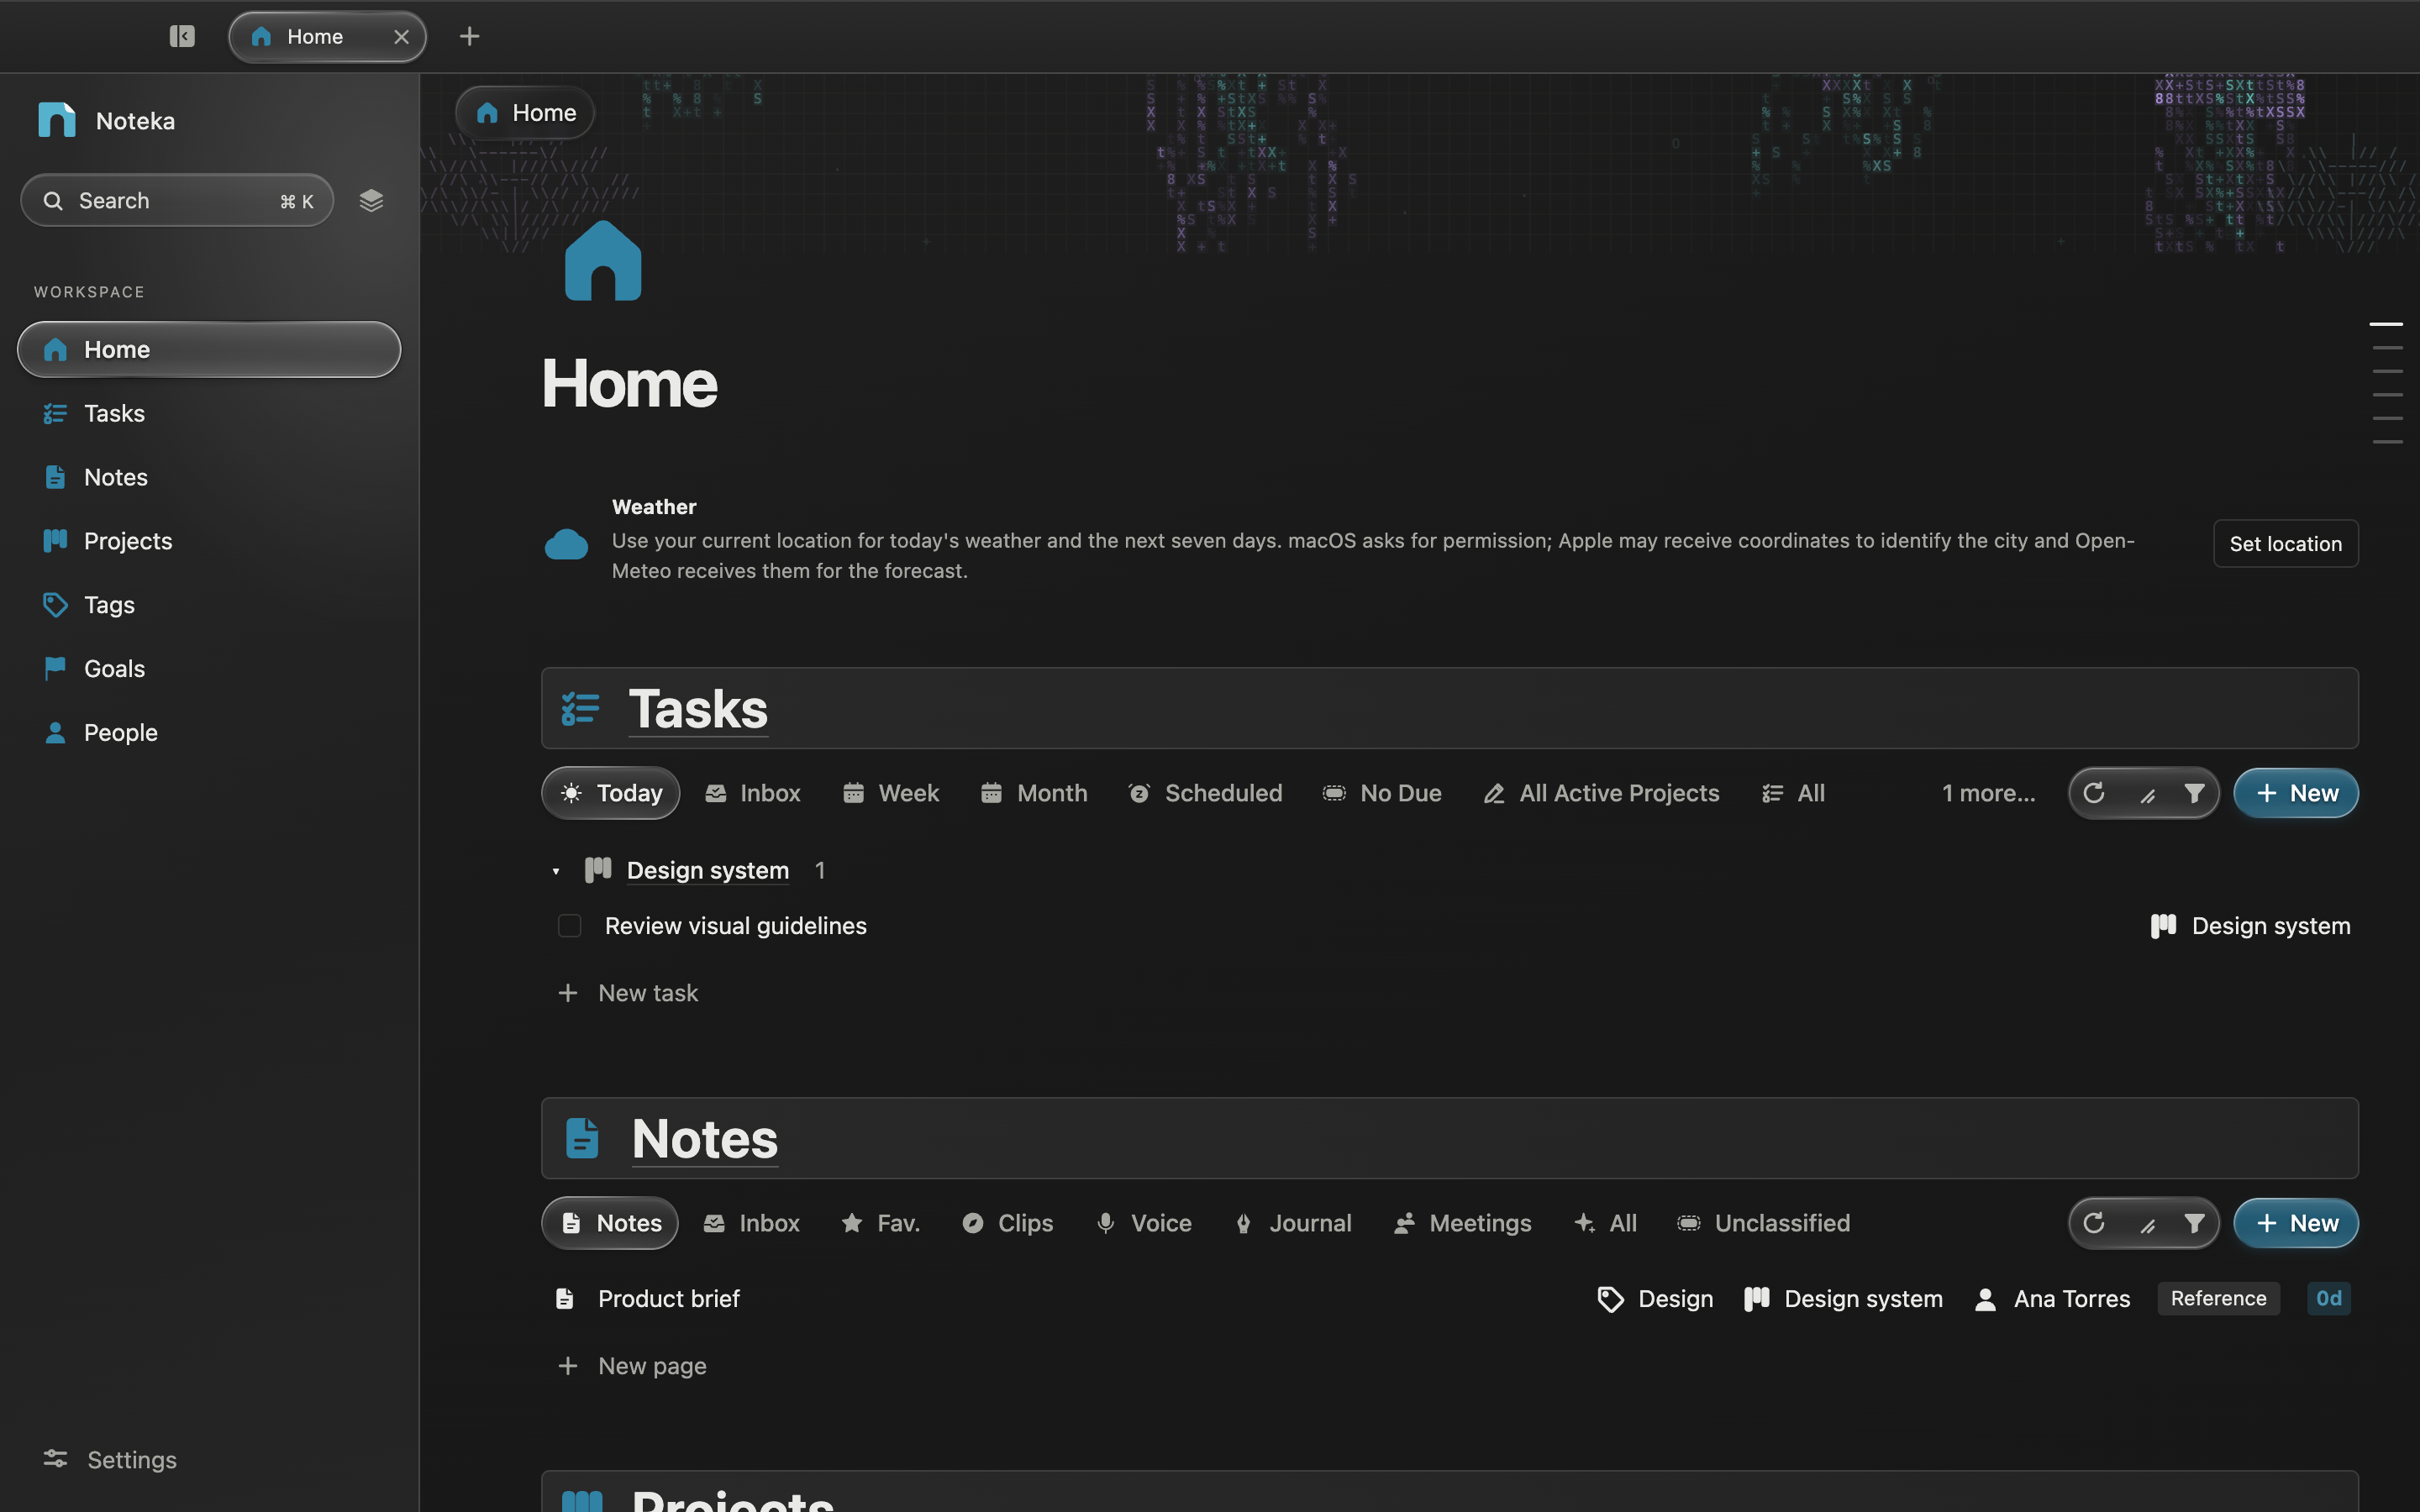 Home
Noteka
Search ⌘ K
WORKSPACE
Home
Tasks
Notes
Projects
Tags
Goals
People
Settings
Home
Home
Weather
Use your current location for today's weather and the next seven days. macOS asks for permission; Apple may receive coordinates to identify the city and Open-
Meteo receives them for the forecast.
Set location
Tasks
Today Inbox Week Month Scheduled No Due All Active Projects All 1 more... New
Design system 1
Review visual guidelines Design system
New task
Notes
Notes Inbox Fav. Clips Voice Journal Meetings All Unclassified New
Product brief Design Design system Ana Torres Reference 0d
New page
Projects